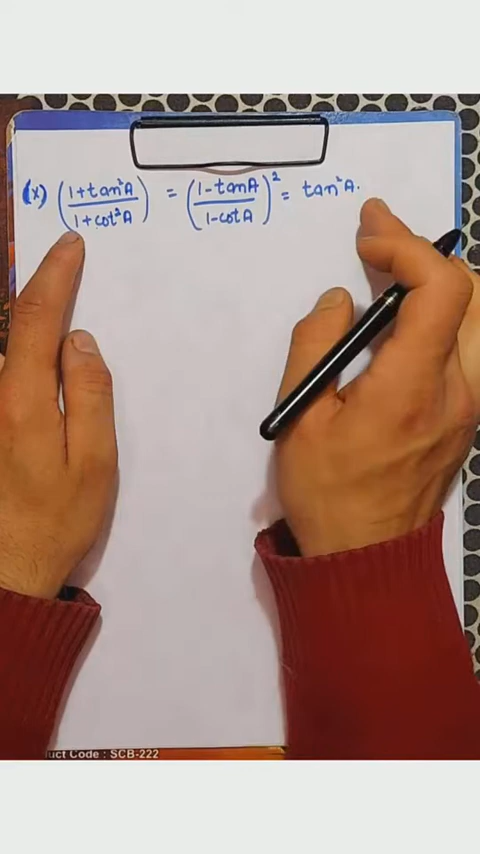 (x) (1+tan²A / 1+cot²A) = (1-tanA / 1-cotA)² = tan²A.
uct Code : SCB-222